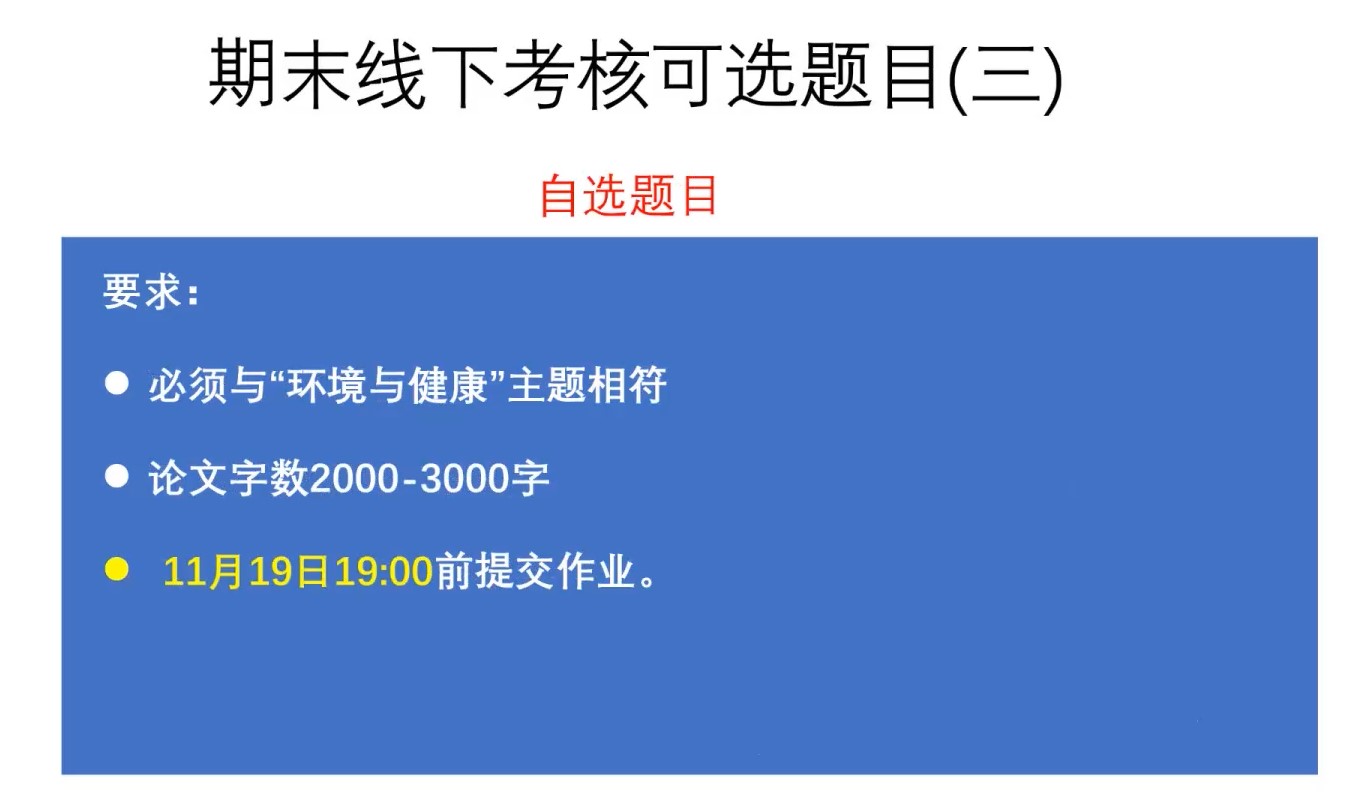 期末线下考核可选题目(三)
自选题目
要求:
● 必须与“环境与健康”主题相符
● 论文字数2000-3000字
● 11月19日19:00前提交作业。